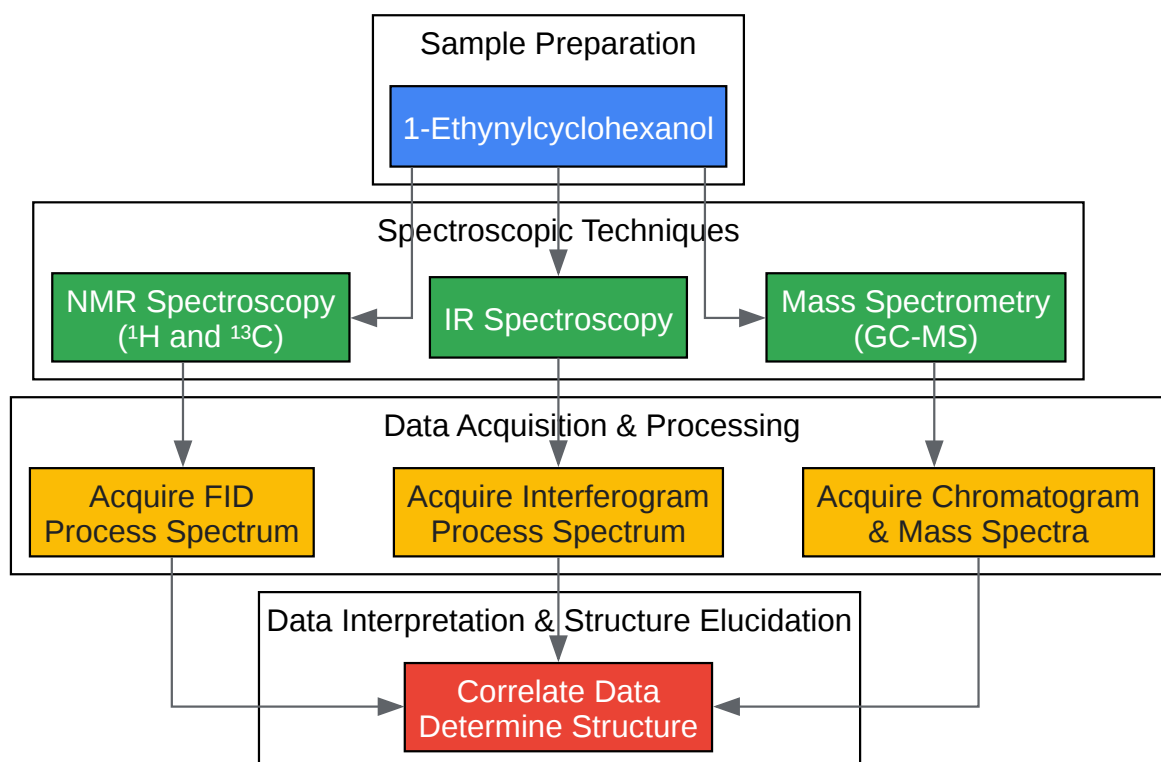 Sample Preparation
1-Ethynylcyclohexanol
Spectroscopic Techniques
NMR Spectroscopy
(¹H and ¹³C)
IR Spectroscopy
Mass Spectrometry
(GC-MS)
Data Acquisition & Processing
Acquire FID
Process Spectrum
Acquire Interferogram
Process Spectrum
Acquire Chromatogram
& Mass Spectra
Data Interpretation & Structure Elucidation
Correlate Data
Determine Structure